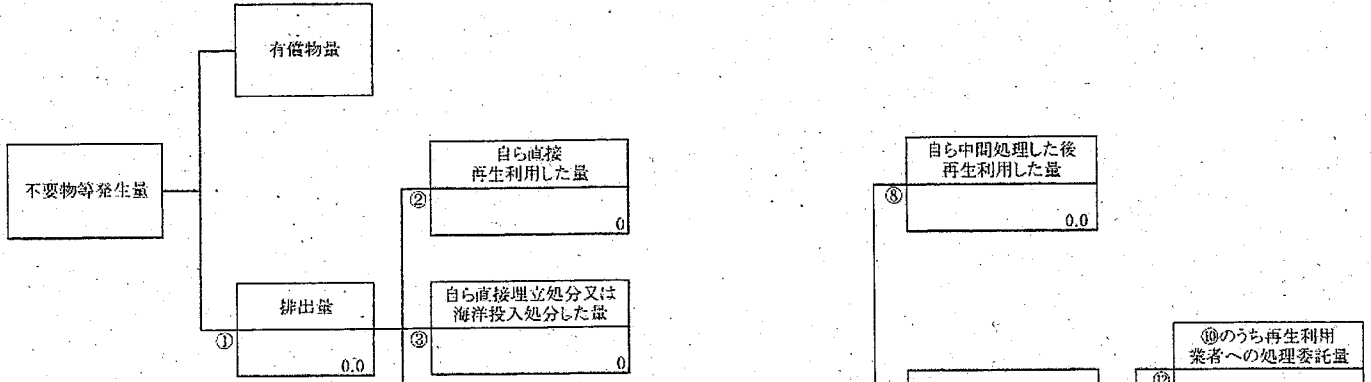 有償物量
不要物等発生量
自ら直接
再生利用した量
②
0
自ら中間処理した後
再生利用した量
⑧
0.0
排出量
①
0.0
自ら直接埋立処分又は
海洋投入処分した量
③
0
⑩のうち再生利用
業者への処理委託量
⑫